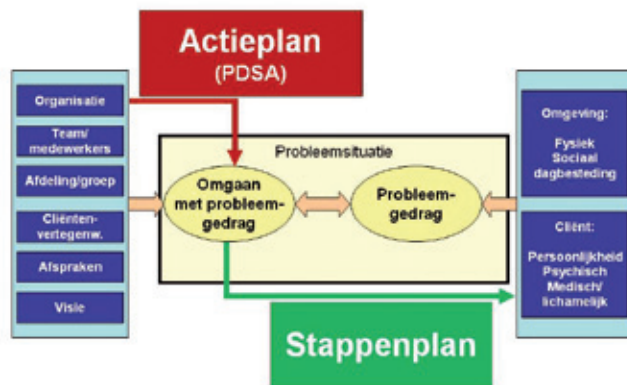 Actieplan
(PDSA)
Organisatie
Team/
medewerkers
Afdeling/groep
Cliënten-
vertegenw.
Afspraken
Visie
Probleemsituatie
Omgaan
met probleem-
gedrag
Probleem-
gedrag
Omgeving:
Fysiek
Sociaal
dagbesteding
Cliënt:
Persoonlijkheid
Psychisch
Medisch/
lichamelijk
Stappenplan